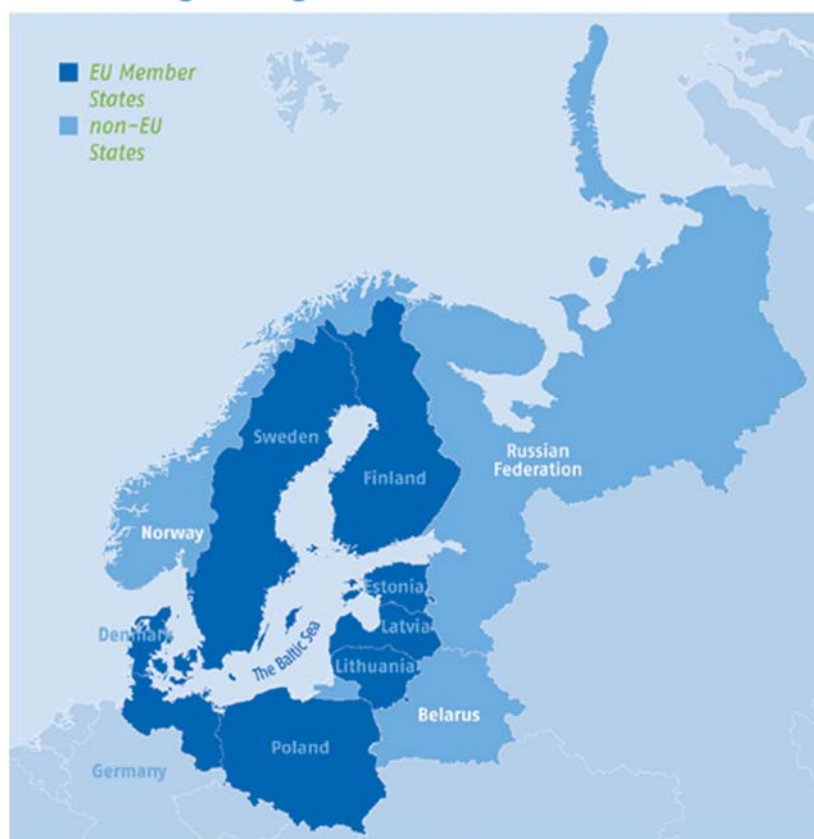 EU Member
States
non-EU
States
Sweden
Finland
Russian
Federation
Norway
Estonia
Denmark
Latvia
The Baltic Sea
Lithuania
Belarus
Poland
Germany